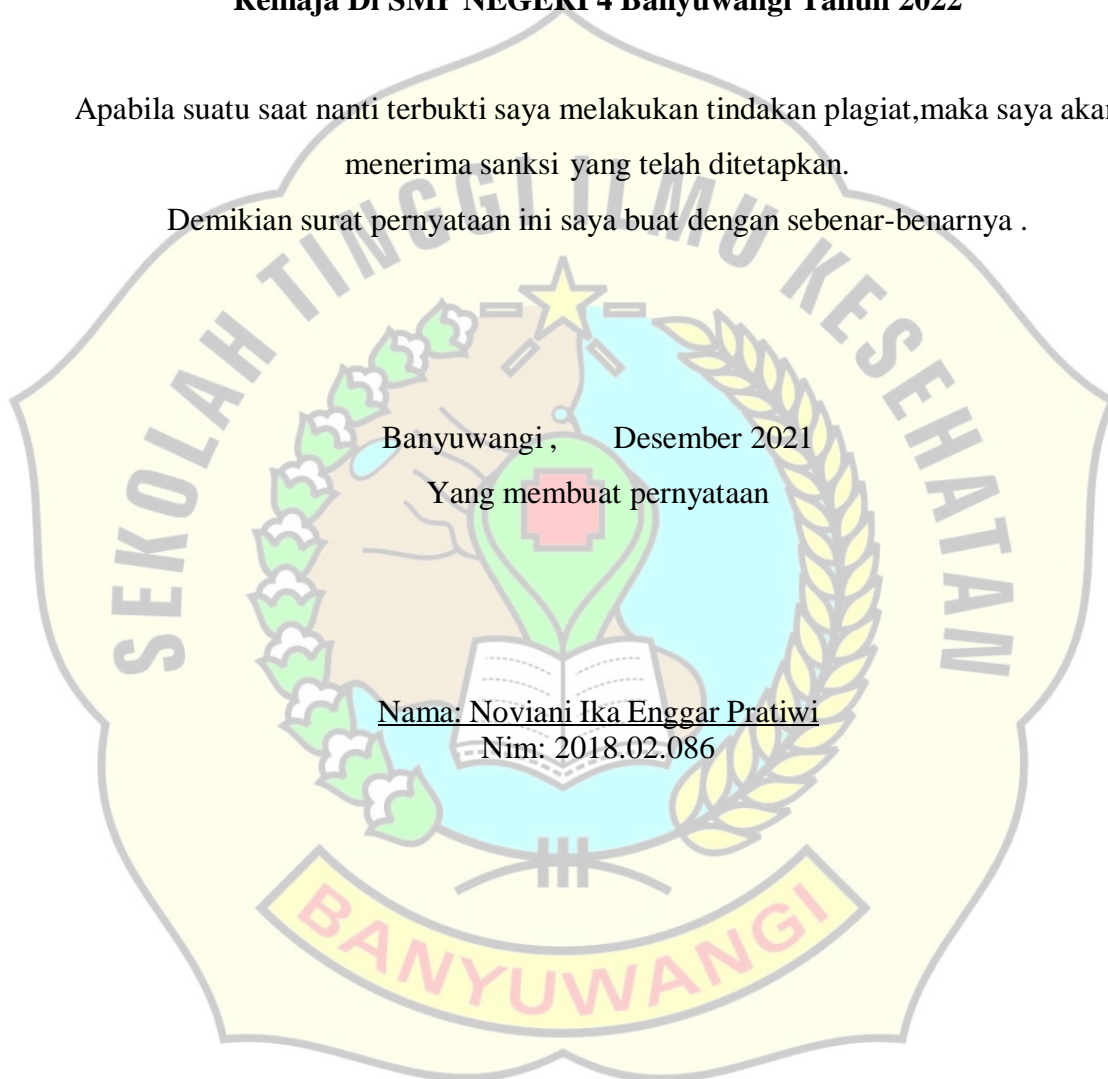 Remaja Di SMP NEGERI 4 Banyuwangi Tahun 2022
Apabila suatu saat nanti terbukti saya melakukan tindakan plagiat,maka saya akan
menerima sanksi yang telah ditetapkan.
Demikian surat pernyataan ini saya buat dengan sebenar-benarnya .
SEKOLAH TINGGI ILMU KESEHATAN
Banyuwangi , Desember 2021
Yang membuat pernyataan
Nama: Noviani Ika Enggar Pratiwi
Nim: 2018.02.086
BANYUWANGI